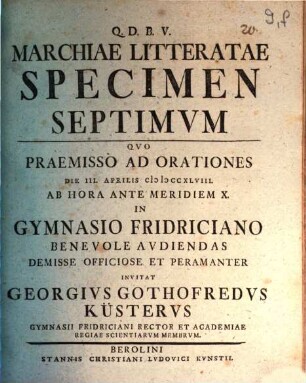 Q. D. B. V.
MARCHIAE LITTERATAE
SPECIMEN
SEPTIMVM
QVO
PRAEMISSO AD ORATIONES
DIE III. APRILIS CIƆ IƆCCXLVIII.
AB HORA ANTE MERIDIEM X.
IN
GYMNASIO FRIDRICIANO
BENEVOLE AVDIENDAS
DEMISSE OFFICIOSE ET PERAMANTER
INVITAT
GEORGIVS GOTHOFREDVS
KÜSTERVS
GYMNASII FRIDRICIANI RECTOR ET ACADEMIAE
REGIAE SCIENTIARVM MEMBRVM.
BEROLINI
STANNIS CHRISTIANI LVDOVICI KVNSTII.